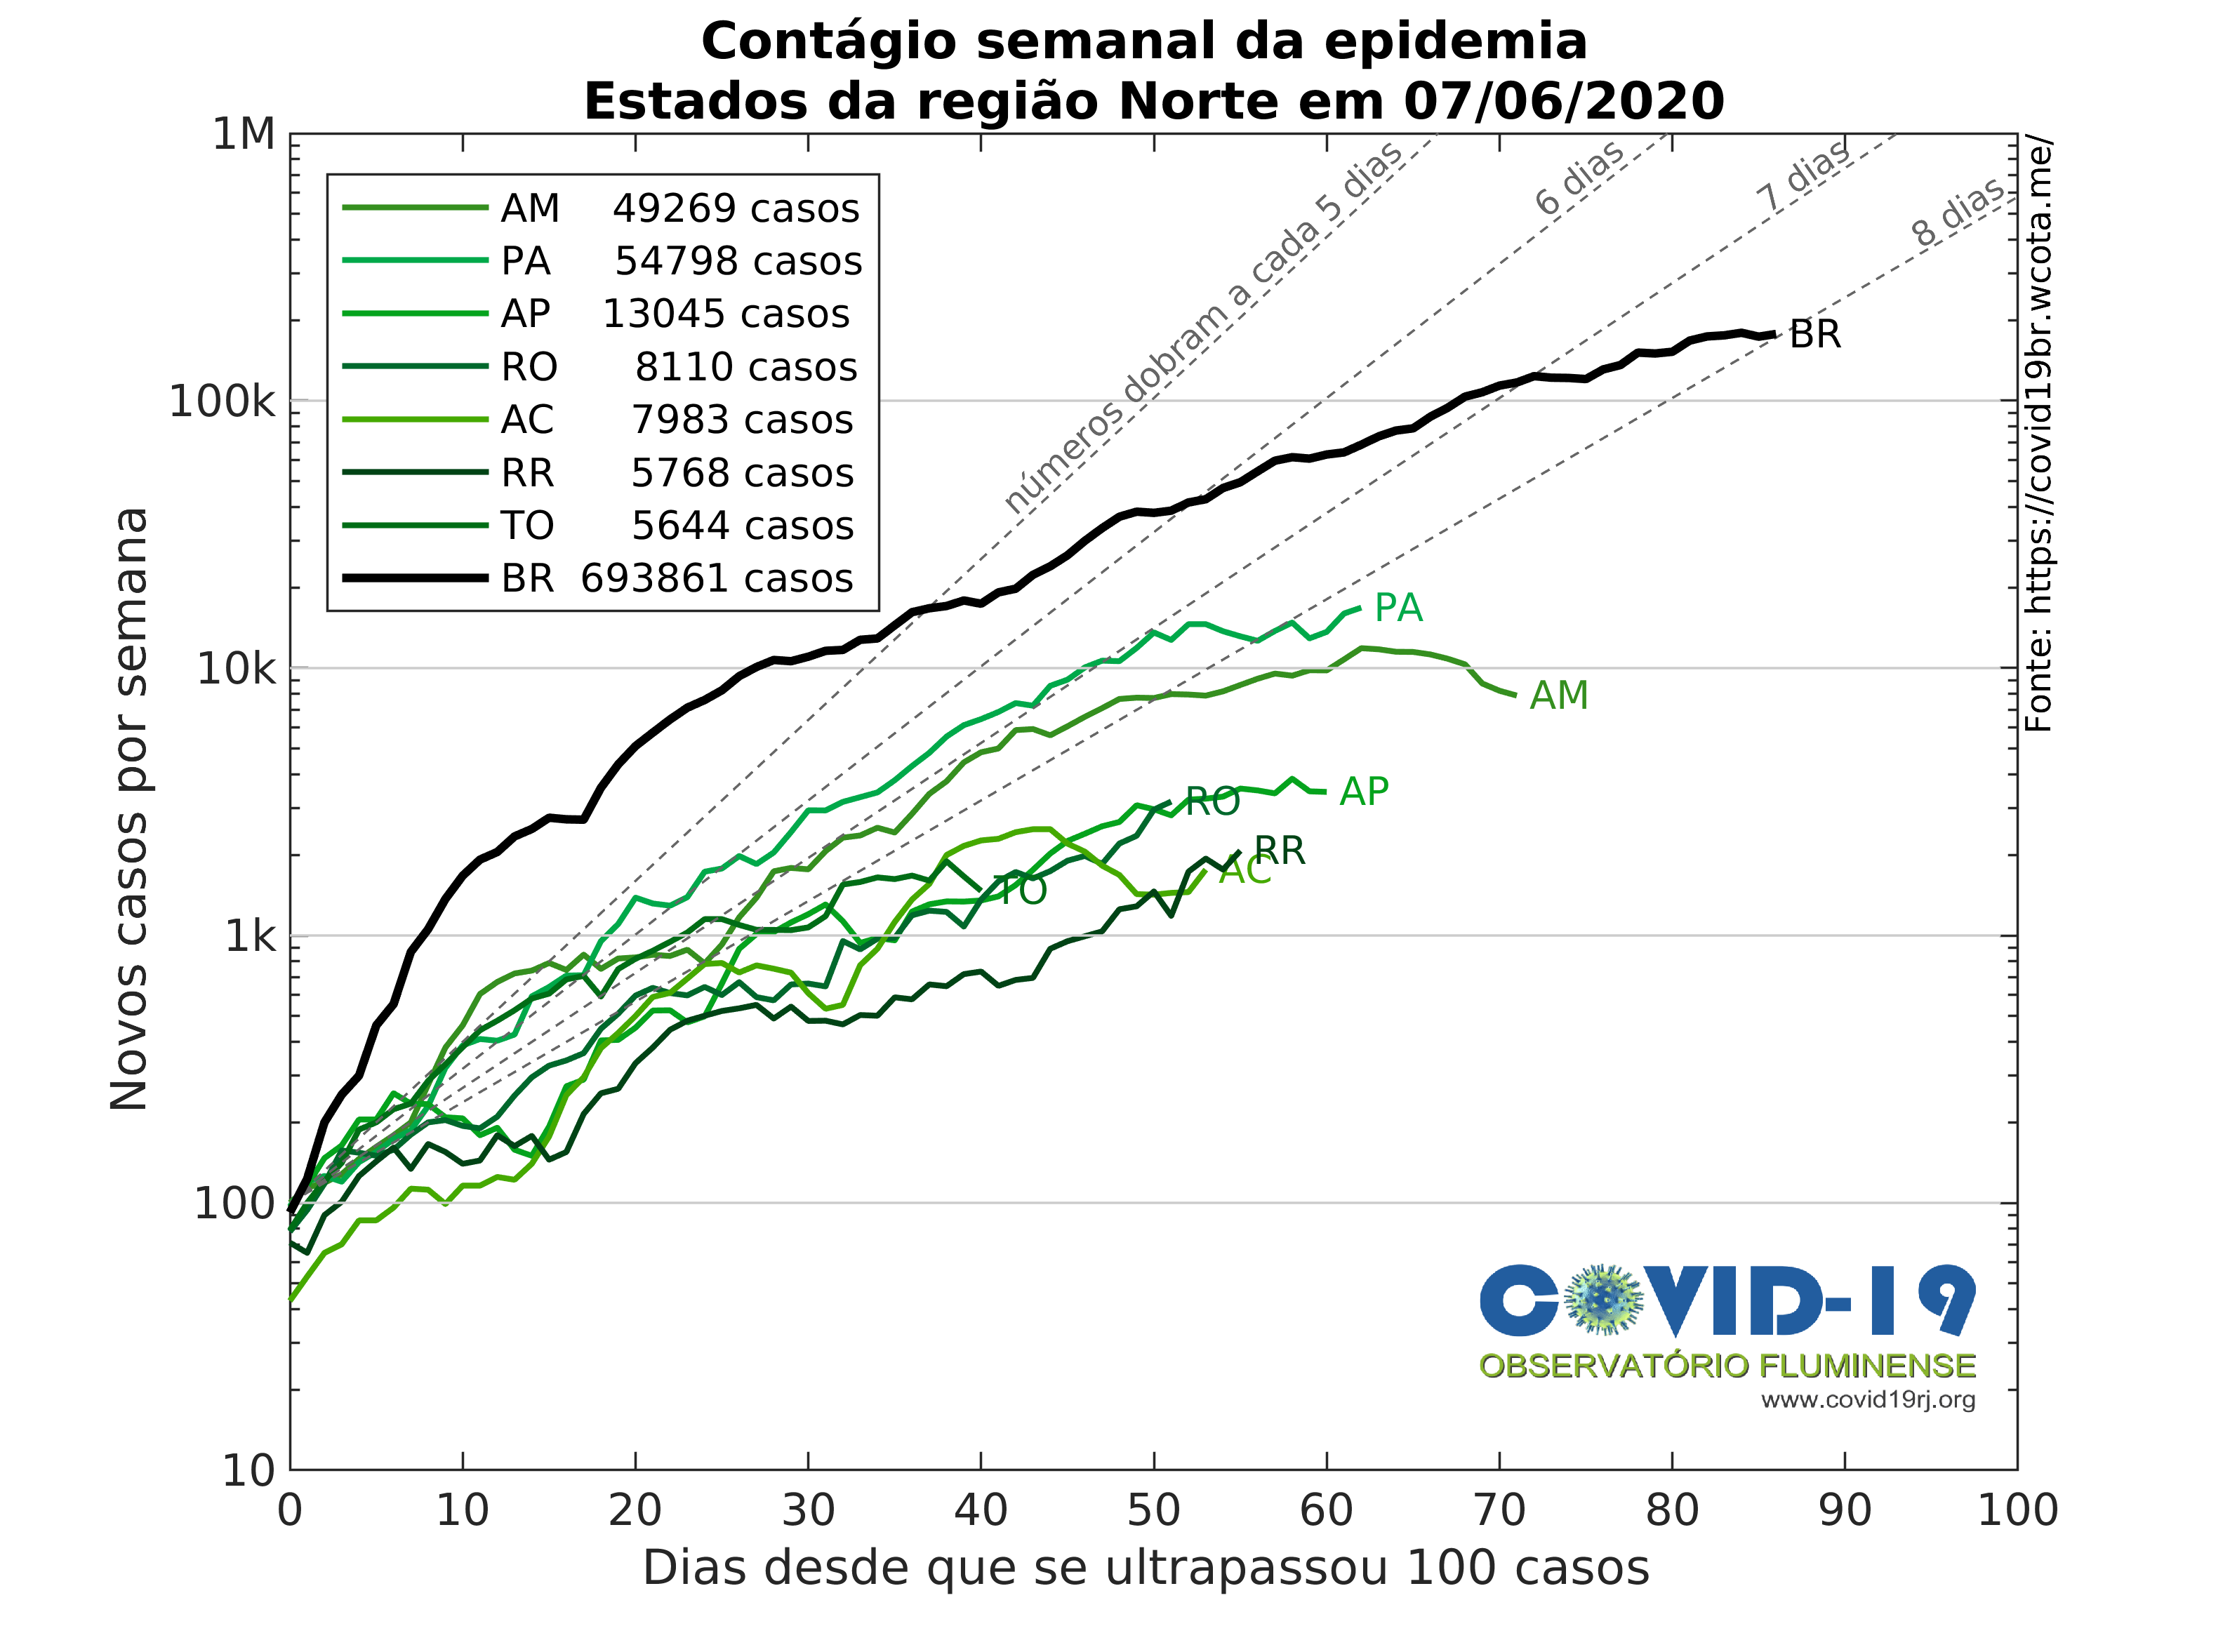 Contágio semanal da epidemia
Estados da região Norte em 07/06/2020
1M
100k
10k
1k
100
10
Novos casos por semana
AM 49269 casos
PA 54798 casos
AP 13045 casos
RO 8110 casos
AC 7983 casos
RR 5768 casos
TO 5644 casos
BR 693861 casos
números dobram a cada 5 dias
6 dias
7 dias
8 dias
BR
PA
AM
AP
RO
RR
AC
TO
Fonte: https://covid19br.wcota.me/
COVID-19
OBSERVATÓRIO FLUMINENSE
www.covid19rj.org
0 10 20 30 40 50 60 70 80 90 100
Dias desde que se ultrapassou 100 casos